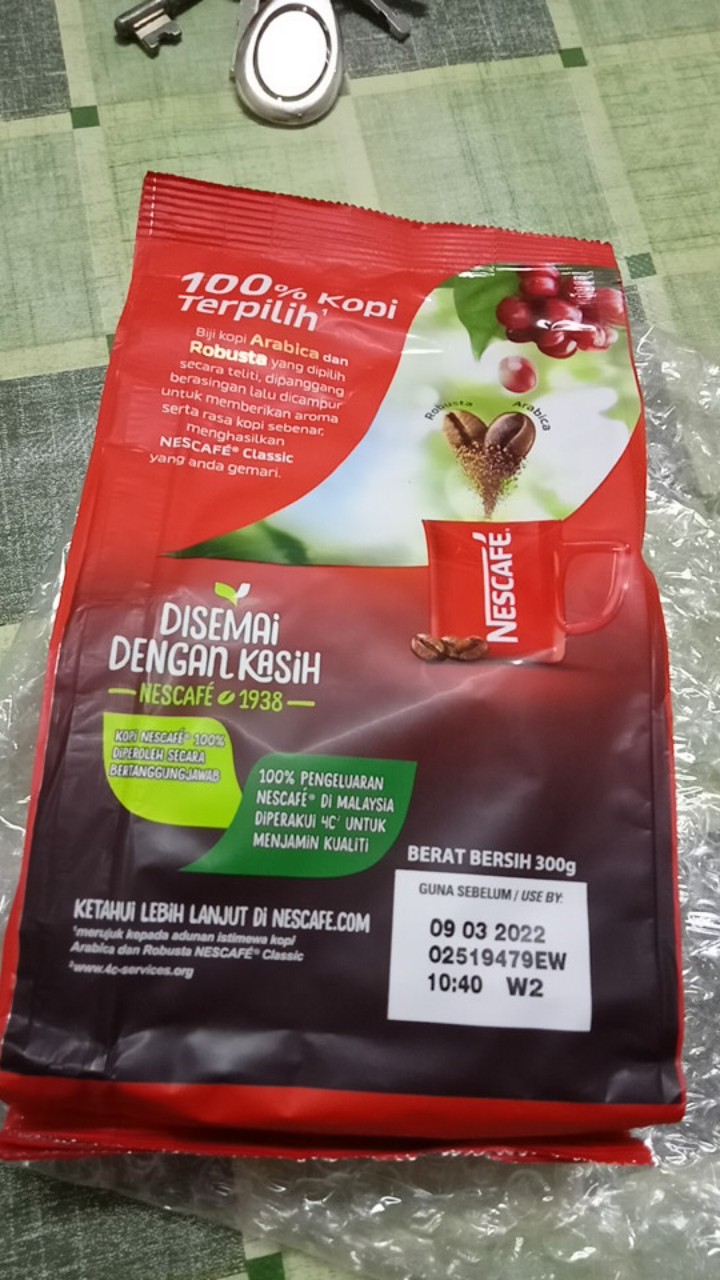 100% Kopi
Terpilih¹
Biji kopi Arabica dan
Robusta yang dipilih
secara teliti, dipanggang
berasingan lalu dicampur
untuk memberikan aroma
serta rasa kopi sebenar,
menghasilkan
NESCAFÉ® Classic
yang anda gemari.
Robusta
Arabica
NESCAFÉ.
DISEMAi
DENGAN KASiH
NESCAFÉ 1938
KOPi NESCAFÉ® 100%
DiPEROLEH SECARA
BERTANGGUNGJAWAB
100% PENGELUARAN
NESCAFÉ® Di MALAYSiA
DiPERAKUi 4C² UNTUK
MENJAMiN KUALiTi
BERAT BERSIH 300g
GUNA SEBELUM / USE BY:
09 03 2022
02519479EW
10:40 W2
KETAHUi LEBiH LANJUT Di NESCAFE.COM
¹merujuk kepada adunan istimewa kopi
Arabica dan Robusta NESCAFÉ® Classic
²www.4c-services.org